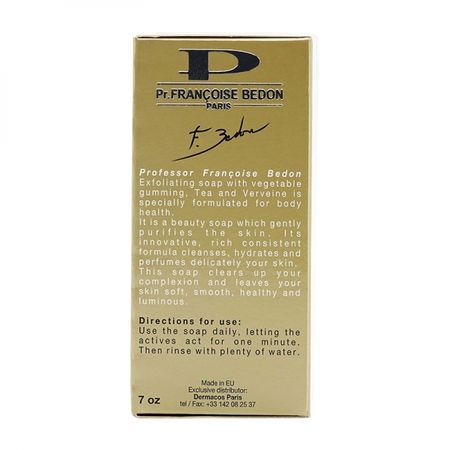 P
Pr.FRANÇOISE BEDON
PARIS
F. Bedon
Professor Françoise Bedon
Exfoliating soap with vegetable
gumming, Tea and Verveine is
specially formulated for body
health.
It is a beauty soap which gently
purifies the skin. Its
innovative, rich consistent
formula cleanses, hydrates and
perfumes delicately your skin.
This soap clears up your
complexion and leaves your
skin soft, smooth, healthy and
luminous.
Directions for use:
Use the soap daily, letting the
actives act for one minute.
Then rinse with plenty of water.
Made in EU
Exclusive distributor:
Dermacos Paris
7 oz
tel / Fax: +33 142 08 25 37